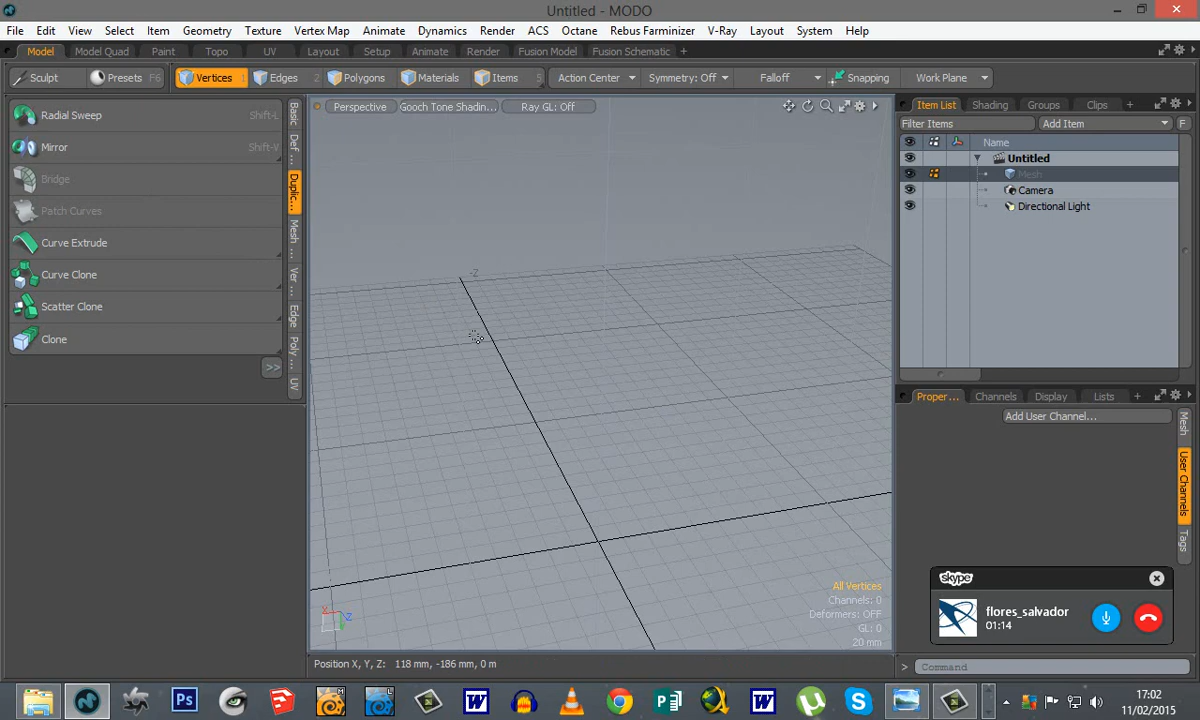 Untitled - MODO
File Edit View Select Item Geometry Texture Vertex Map Animate Dynamics Render ACS Octane Rebus Farminizer V-Ray Layout System Help
Model Model Quad Paint Topo UV Layout Setup Animate Render Fusion Model Fusion Schematic +
Sculpt Presets F6 Vertices 1 Edges 2 Polygons Materials Items 5 Action Center Symmetry: Off Falloff Snapping Work Plane
Perspective Gooch Tone Shadin... Ray GL: Off
Item List Shading Groups Clips +
Filter Items Add Item F
Name
Untitled
Mesh
Camera
Directional Light
Radial Sweep Shift-L
Mirror Shift-V
Bridge
Patch Curves
Curve Extrude
Curve Clone
Scatter Clone
Clone
>>
Basic
Def ...
Duplic...
Mesh ...
Ver ...
Edge
Poly ...
UV
-Z
X Z
All Vertices
Channels: 0
Deformers: OFF
GL: 0
20 mm
Position X, Y, Z: 118 mm, -186 mm, 0 m
Proper... Channels Display Lists +
Add User Channel...
Mesh
User Channels
Tags
skype
flores_salvador
01:14
> Command
Ps W W S
17:02
11/02/2015